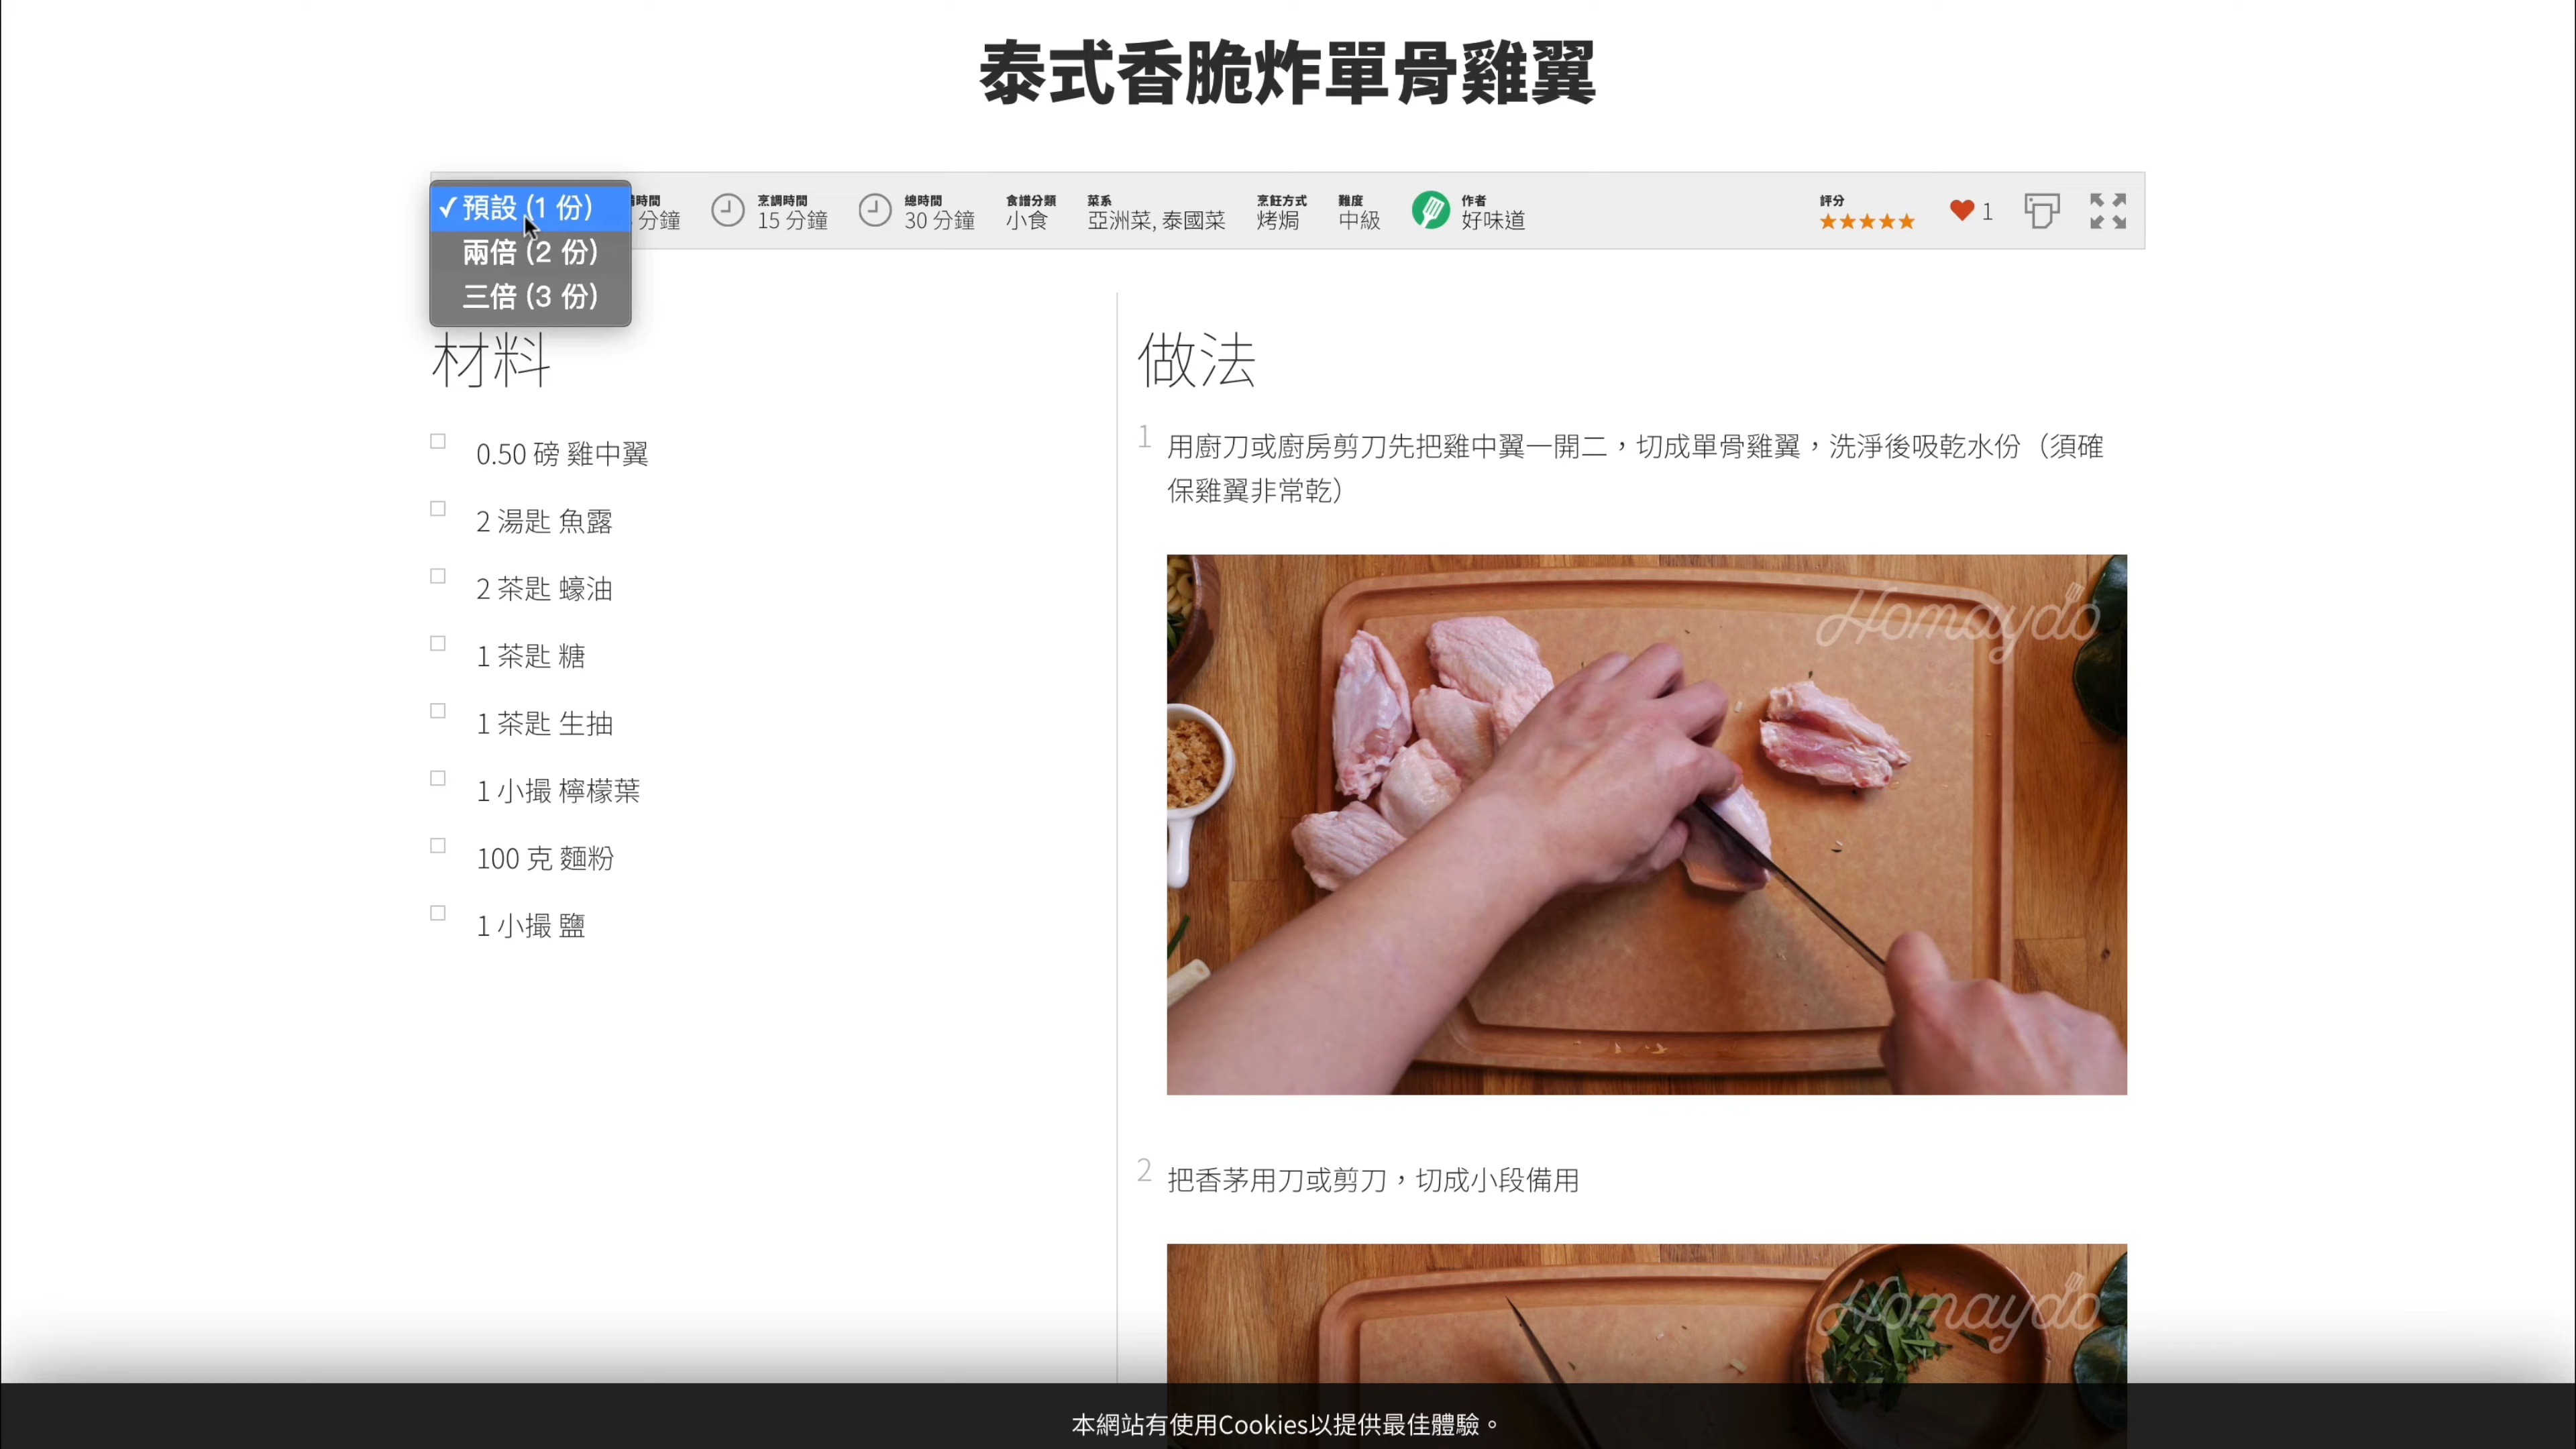 泰式香脆炸單骨雞翼
✓ 預設 (1 份)
兩倍 (2 份)
三倍 (3 份)
時間
分鐘
烹調時間
15 分鐘
總時間
30 分鐘
食譜分類
小食
菜系
亞洲菜, 泰國菜
烹飪方式
烤焗
難度
中級
作者
好味道
評分
1
材料
0.50 磅 雞中翼
2 湯匙 魚露
2 茶匙 蠔油
1 茶匙 糖
1 茶匙 生抽
1 小撮 檸檬葉
100 克 麵粉
1 小撮 鹽
做法
1 用廚刀或廚房剪刀先把雞中翼一開二，切成單骨雞翼，洗淨後吸乾水份（須確
保雞翼非常乾）
Homaydo
2 把香茅用刀或剪刀，切成小段備用
Homaydo
本網站有使用Cookies以提供最佳體驗。